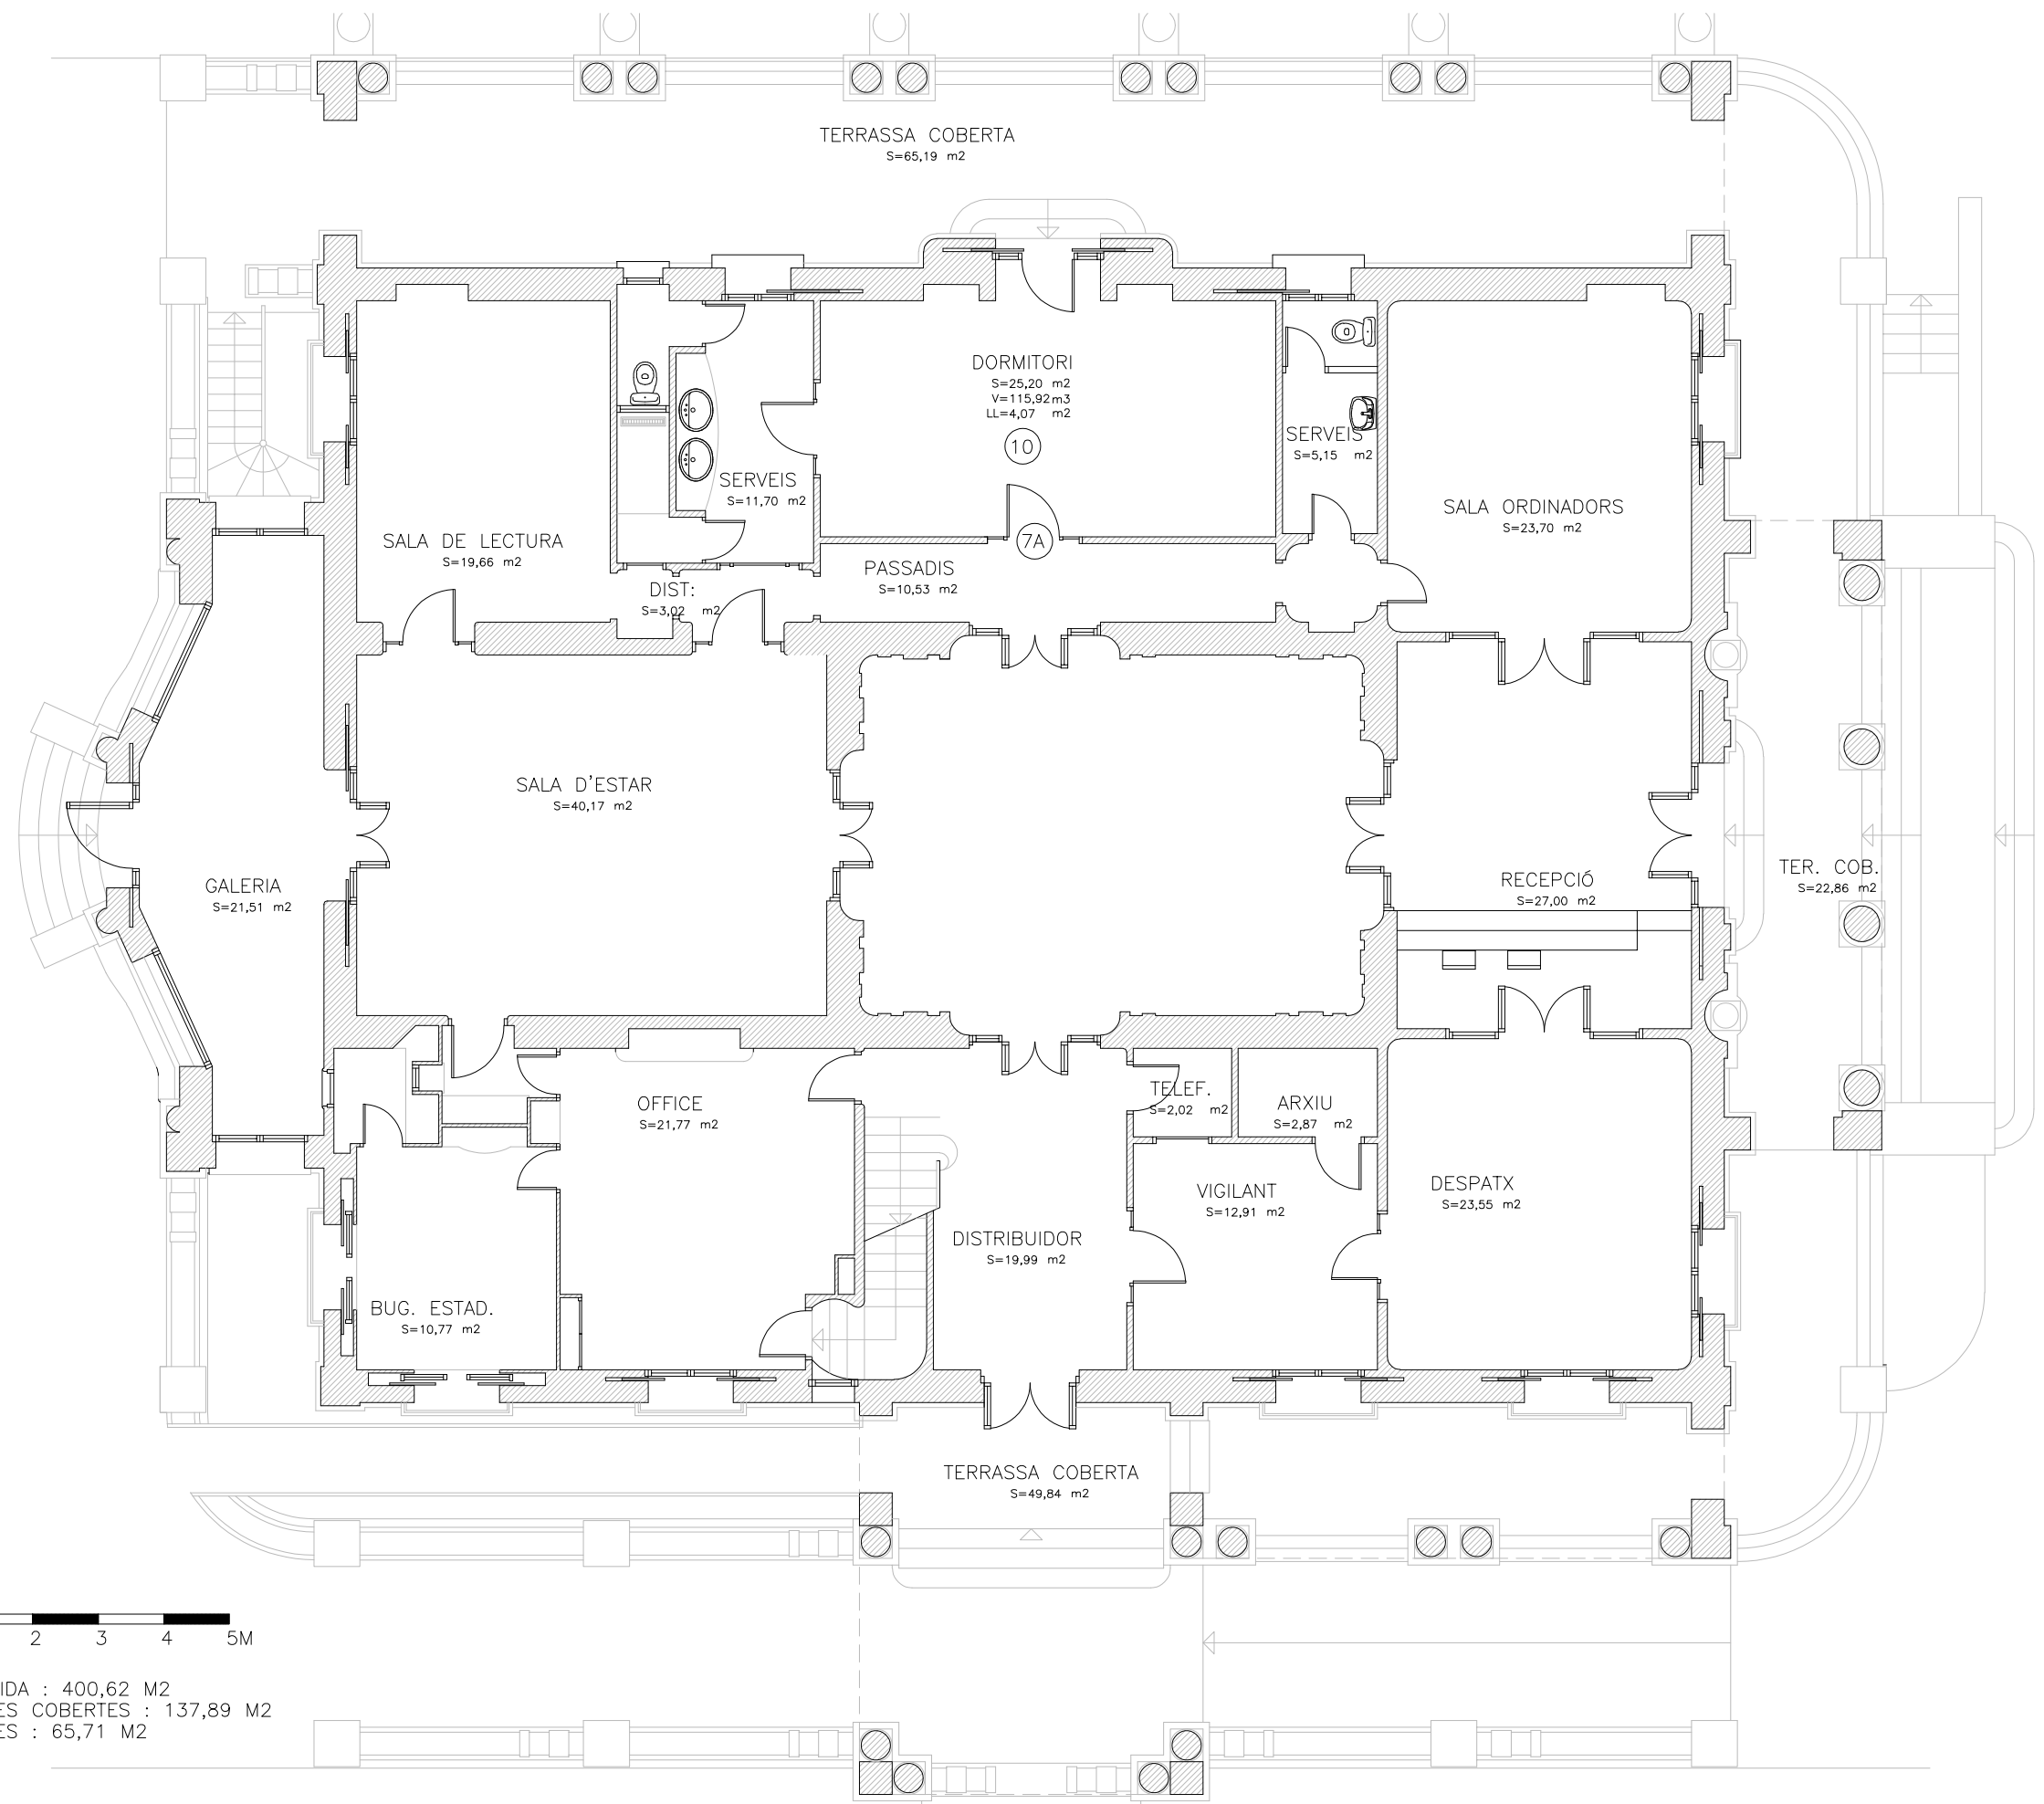 TERRASSA COBERTA
S=65,19 m2
DORMITORI
S=25,20 m2
V=115,92m3
LL=4,07 m2
10
SERVEIS
S=5,15 m2
SERVEIS
S=11,70 m2
SALA ORDINADORS
S=23,70 m2
SALA DE LECTURA
S=19,66 m2
7A
PASSADIS
S=10,53 m2
DIST:
S=3,02 m2
SALA D'ESTAR
S=40,17 m2
GALERIA
S=21,51 m2
RECEPCIÓ
S=27,00 m2
TER. COB.
S=22,86 m2
OFFICE
S=21,77 m2
TELEF.
S=2,02 m2
ARXIU
S=2,87 m2
VIGILANT
S=12,91 m2
DESPATX
S=23,55 m2
DISTRIBUIDOR
S=19,99 m2
BUG. ESTAD.
S=10,77 m2
TERRASSA COBERTA
S=49,84 m2
2 3 4 5M
IDA : 400,62 M2
ES COBERTES : 137,89 M2
ES : 65,71 M2